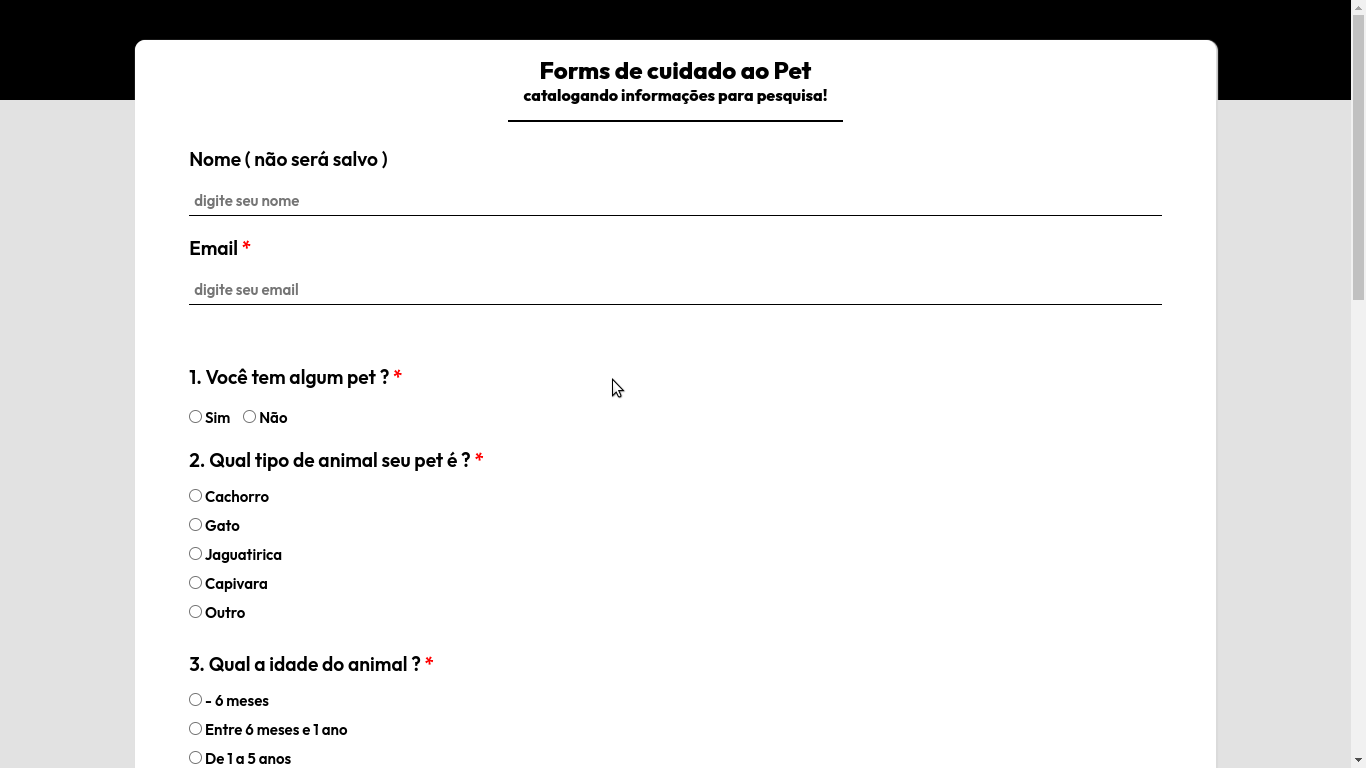 Forms de cuidado ao Pet
catalogando informações para pesquisa!
Nome ( não será salvo )
digite seu nome
Email *
digite seu email
1. Você tem algum pet ? *
Sim Não
2. Qual tipo de animal seu pet é ? *
Cachorro
Gato
Jaguatirica
Capivara
Outro
3. Qual a idade do animal ? *
- 6 meses
Entre 6 meses e 1 ano
De 1 a 5 anos